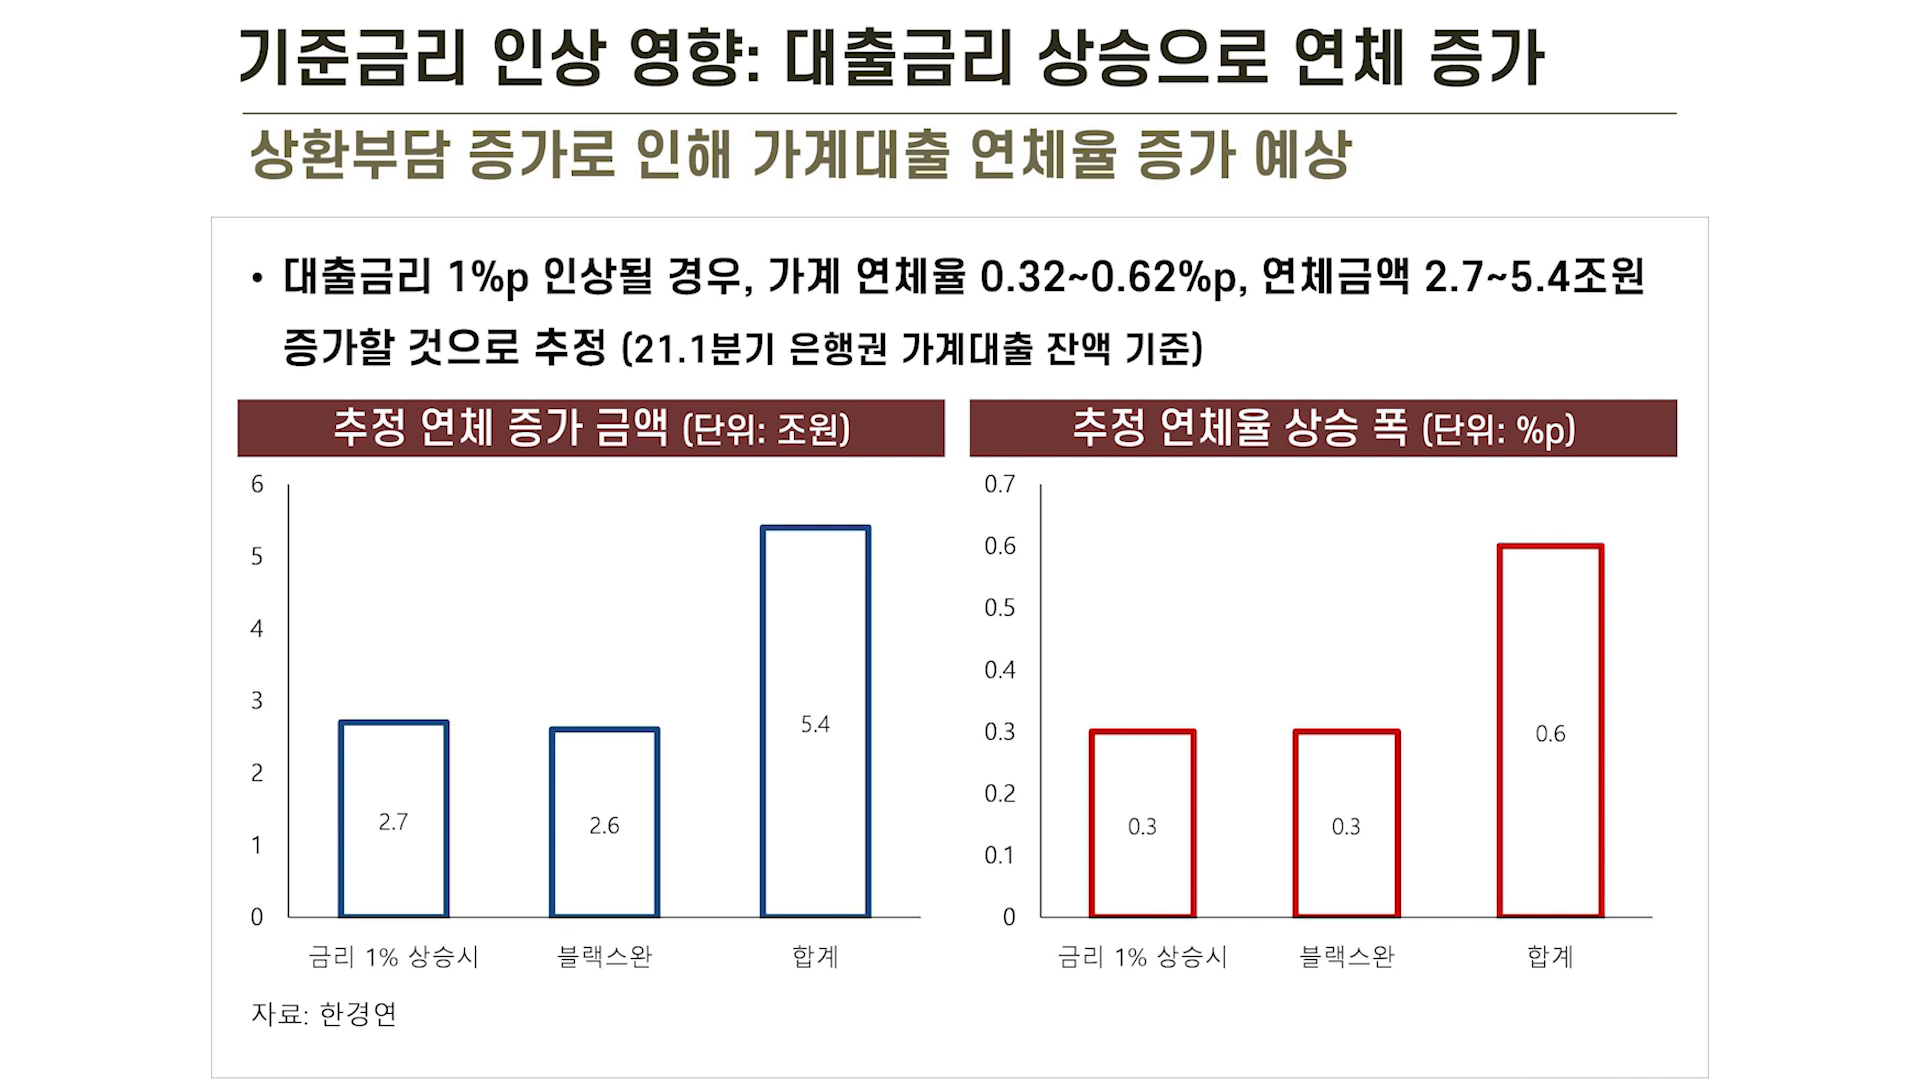 기준금리 인상 영향: 대출금리 상승으로 연체 증가
상환부담 증가로 인해 가계대출 연체율 증가 예상
• 대출금리 1%p 인상될 경우, 가계 연체율 0.32~0.62%p, 연체금액 2.7~5.4조원
증가할 것으로 추정 (21.1분기 은행권 가계대출 잔액 기준)
추정 연체 증가 금액 (단위: 조원)
6
5
4
3
2
1
0
2.7
2.6
5.4
금리 1% 상승시
블랙스완
합계
추정 연체율 상승 폭 (단위: %p)
0.7
0.6
0.5
0.4
0.3
0.2
0.1
0
0.3
0.3
0.6
금리 1% 상승시
블랙스완
합계
자료: 한경연